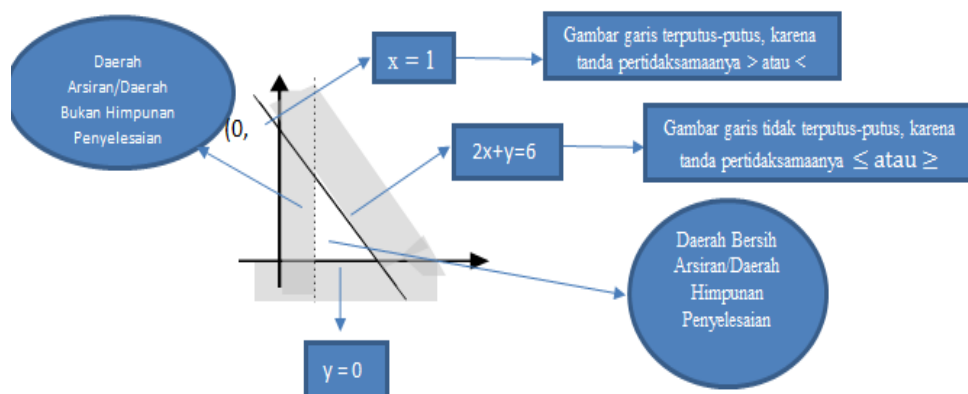 Daerah
Arsiran/Daerah
Bukan Himpunan
Penyelesaian
(0,
x = 1
Gambar garis terputus-putus, karena
tanda pertidaksamaanya > atau <
2x+y=6
Gambar garis tidak terputus-putus, karena
tanda pertidaksamaanya ≤ atau ≥
Daerah Bersih
Arsiran/Daerah
Himpunan
Penyelesaian
y = 0